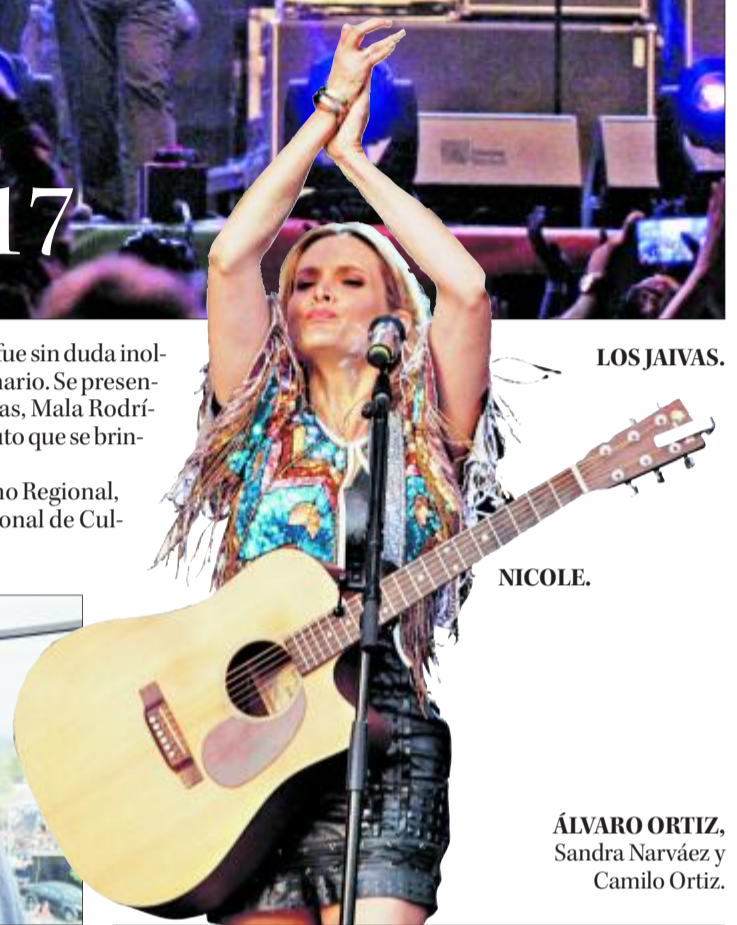 17
fue sin duda inol-
nario. Se presen-
as, Mala Rodrí-
uto que se brin-
no Regional,
onal de Cul-
LOS JAIVAS.
NICOLE.
ÁLVARO ORTIZ,
Sandra Narváez y
Camilo Ortiz.